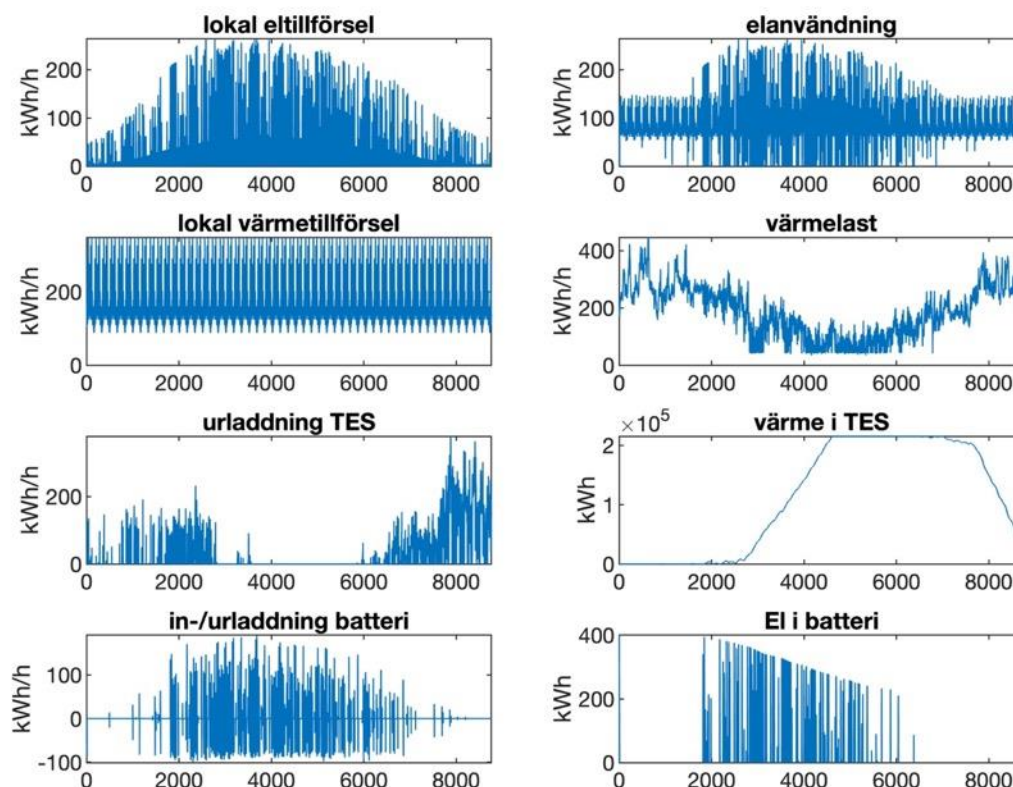 lokal eltillförsel
kWh/h
200
100
0
0 2000 4000 6000 8000
elanvändning
kWh/h
200
100
0
0 2000 4000 6000 8000
lokal värmetillförsel
kWh/h
200
0
0 2000 4000 6000 8000
värmelast
kWh/h
400
200
0
0 2000 4000 6000 8000
urladdning TES
kWh/h
200
0
0 2000 4000 6000 8000
värme i TES
×10⁵
kWh
2
1
0
0 2000 4000 6000 8000
in-/urladdning batteri
kWh/h
100
0
-100
0 2000 4000 6000 8000
El i batteri
kWh
400
200
0
0 2000 4000 6000 8000